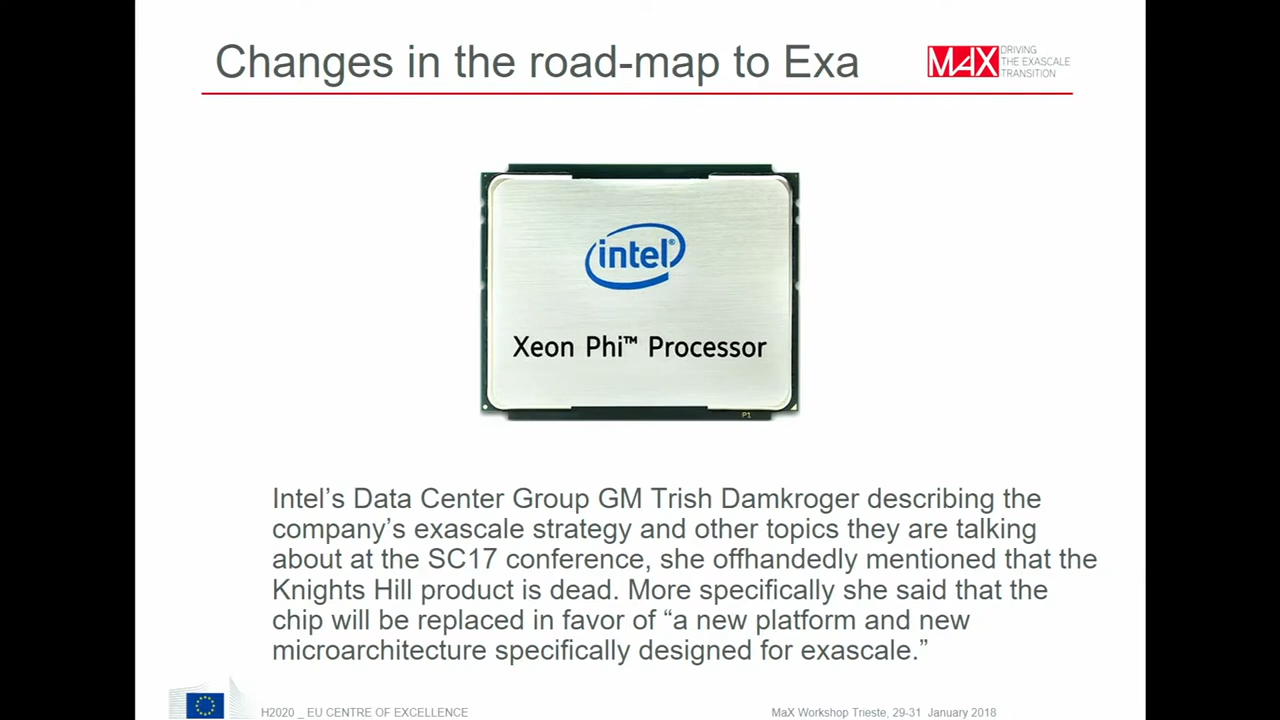 Changes in the road-map to Exa
MAX DRIVING
THE EXASCALE
TRANSITION
intel®
Xeon Phi™ Processor
P1
Intel’s Data Center Group GM Trish Damkroger describing the
company’s exascale strategy and other topics they are talking
about at the SC17 conference, she offhandedly mentioned that the
Knights Hill product is dead. More specifically she said that the
chip will be replaced in favor of “a new platform and new
microarchitecture specifically designed for exascale.”
H2020 _ EU CENTRE OF EXCELLENCE
MaX Workshop Trieste, 29-31 January 2018